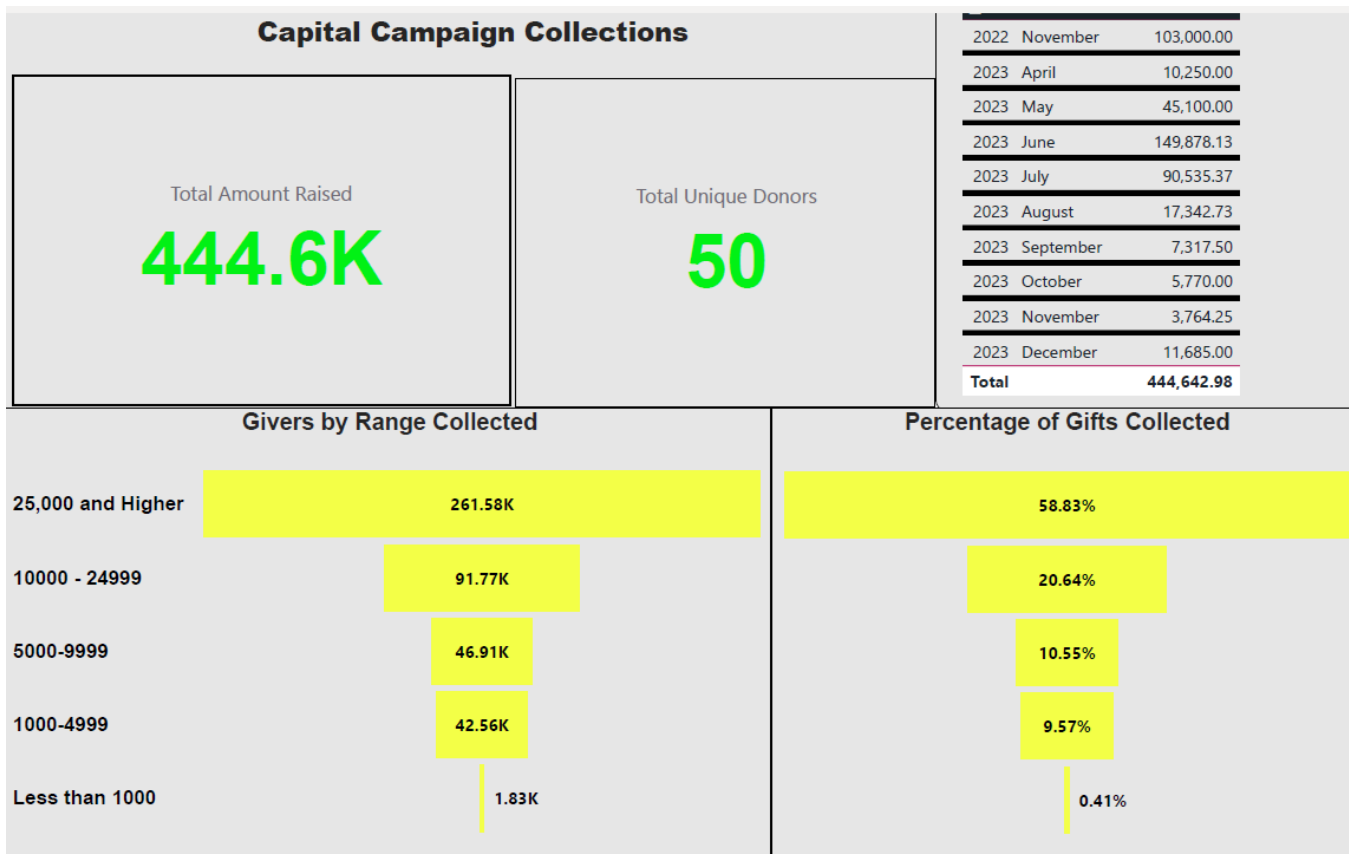 Capital Campaign Collections
Total Amount Raised
444.6K
Total Unique Donors
50
2022 November 103,000.00
2023 April 10,250.00
2023 May 45,100.00
2023 June 149,878.13
2023 July 90,535.37
2023 August 17,342.73
2023 September 7,317.50
2023 October 5,770.00
2023 November 3,764.25
2023 December 11,685.00
Total 444,642.98
Givers by Range Collected
25,000 and Higher 261.58K
10000 - 24999 91.77K
5000-9999 46.91K
1000-4999 42.56K
Less than 1000 1.83K
Percentage of Gifts Collected
58.83%
20.64%
10.55%
9.57%
0.41%